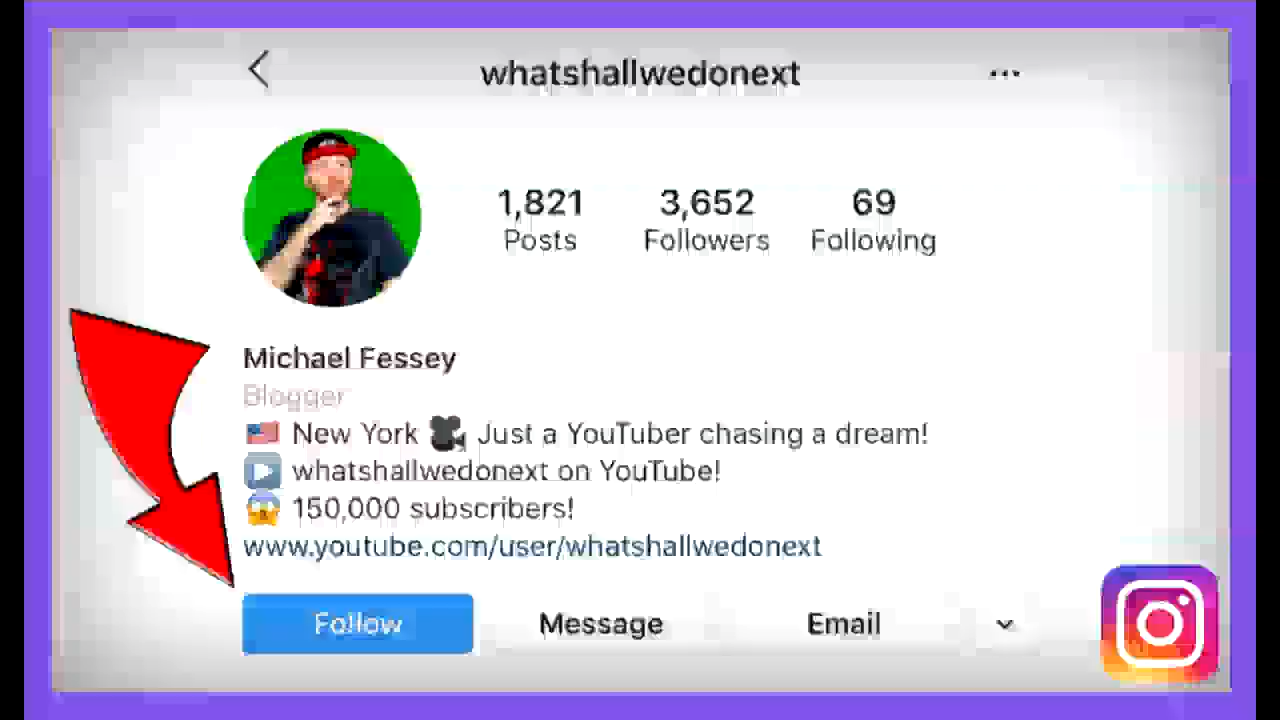 whatshallwedonext
1,821 3,652 69
Posts Followers Following
Michael Fessey
Blogger
🇺🇸 New York 🎥 Just a YouTuber chasing a dream!
▶️ whatshallwedonext on YouTube!
😱 150,000 subscribers!
www.youtube.com/user/whatshallwedonext
Follow Message Email